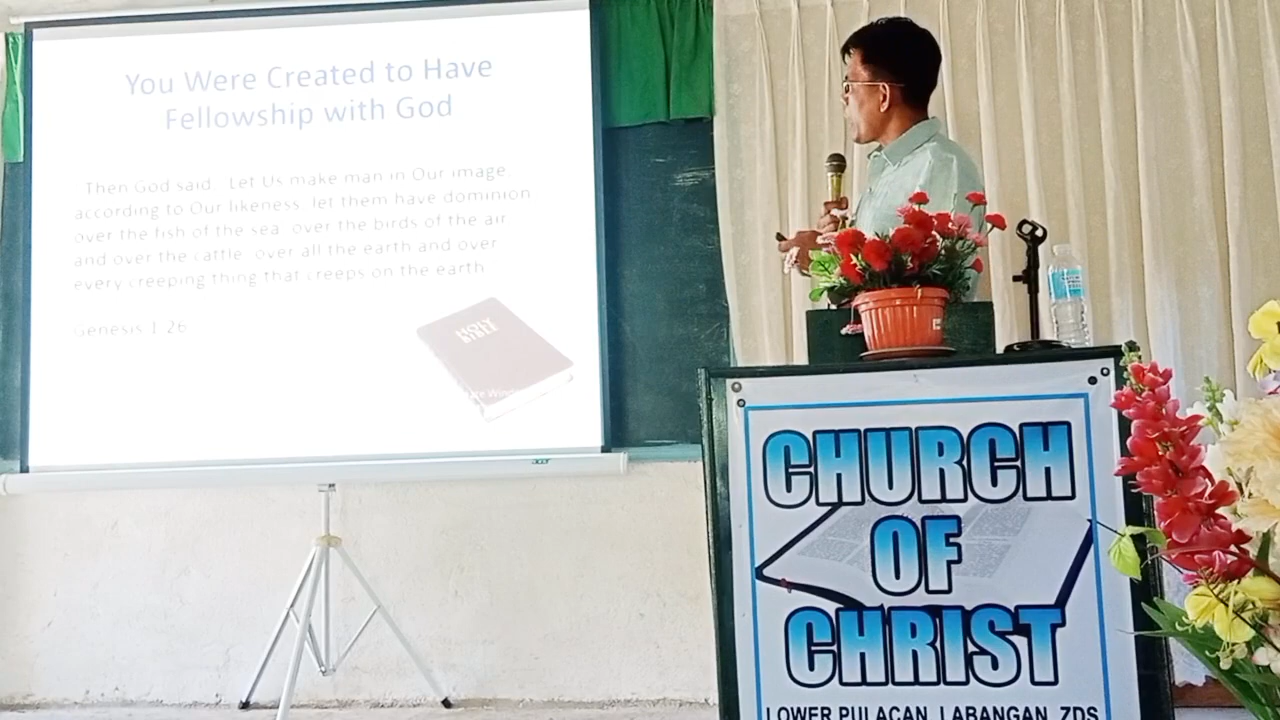 You Were Created to Have
Fellowship with God
Then God said, Let Us make man in Our image,
according to Our likeness; let them have dominion
over the fish of the sea, over the birds of the air,
and over the cattle, over all the earth and over
every creeping thing that creeps on the earth.
Genesis 1:26
HOLY
BIBLE
CHURCH
OF
CHRIST
LOWER PULACAN, LABANGAN, ZDS